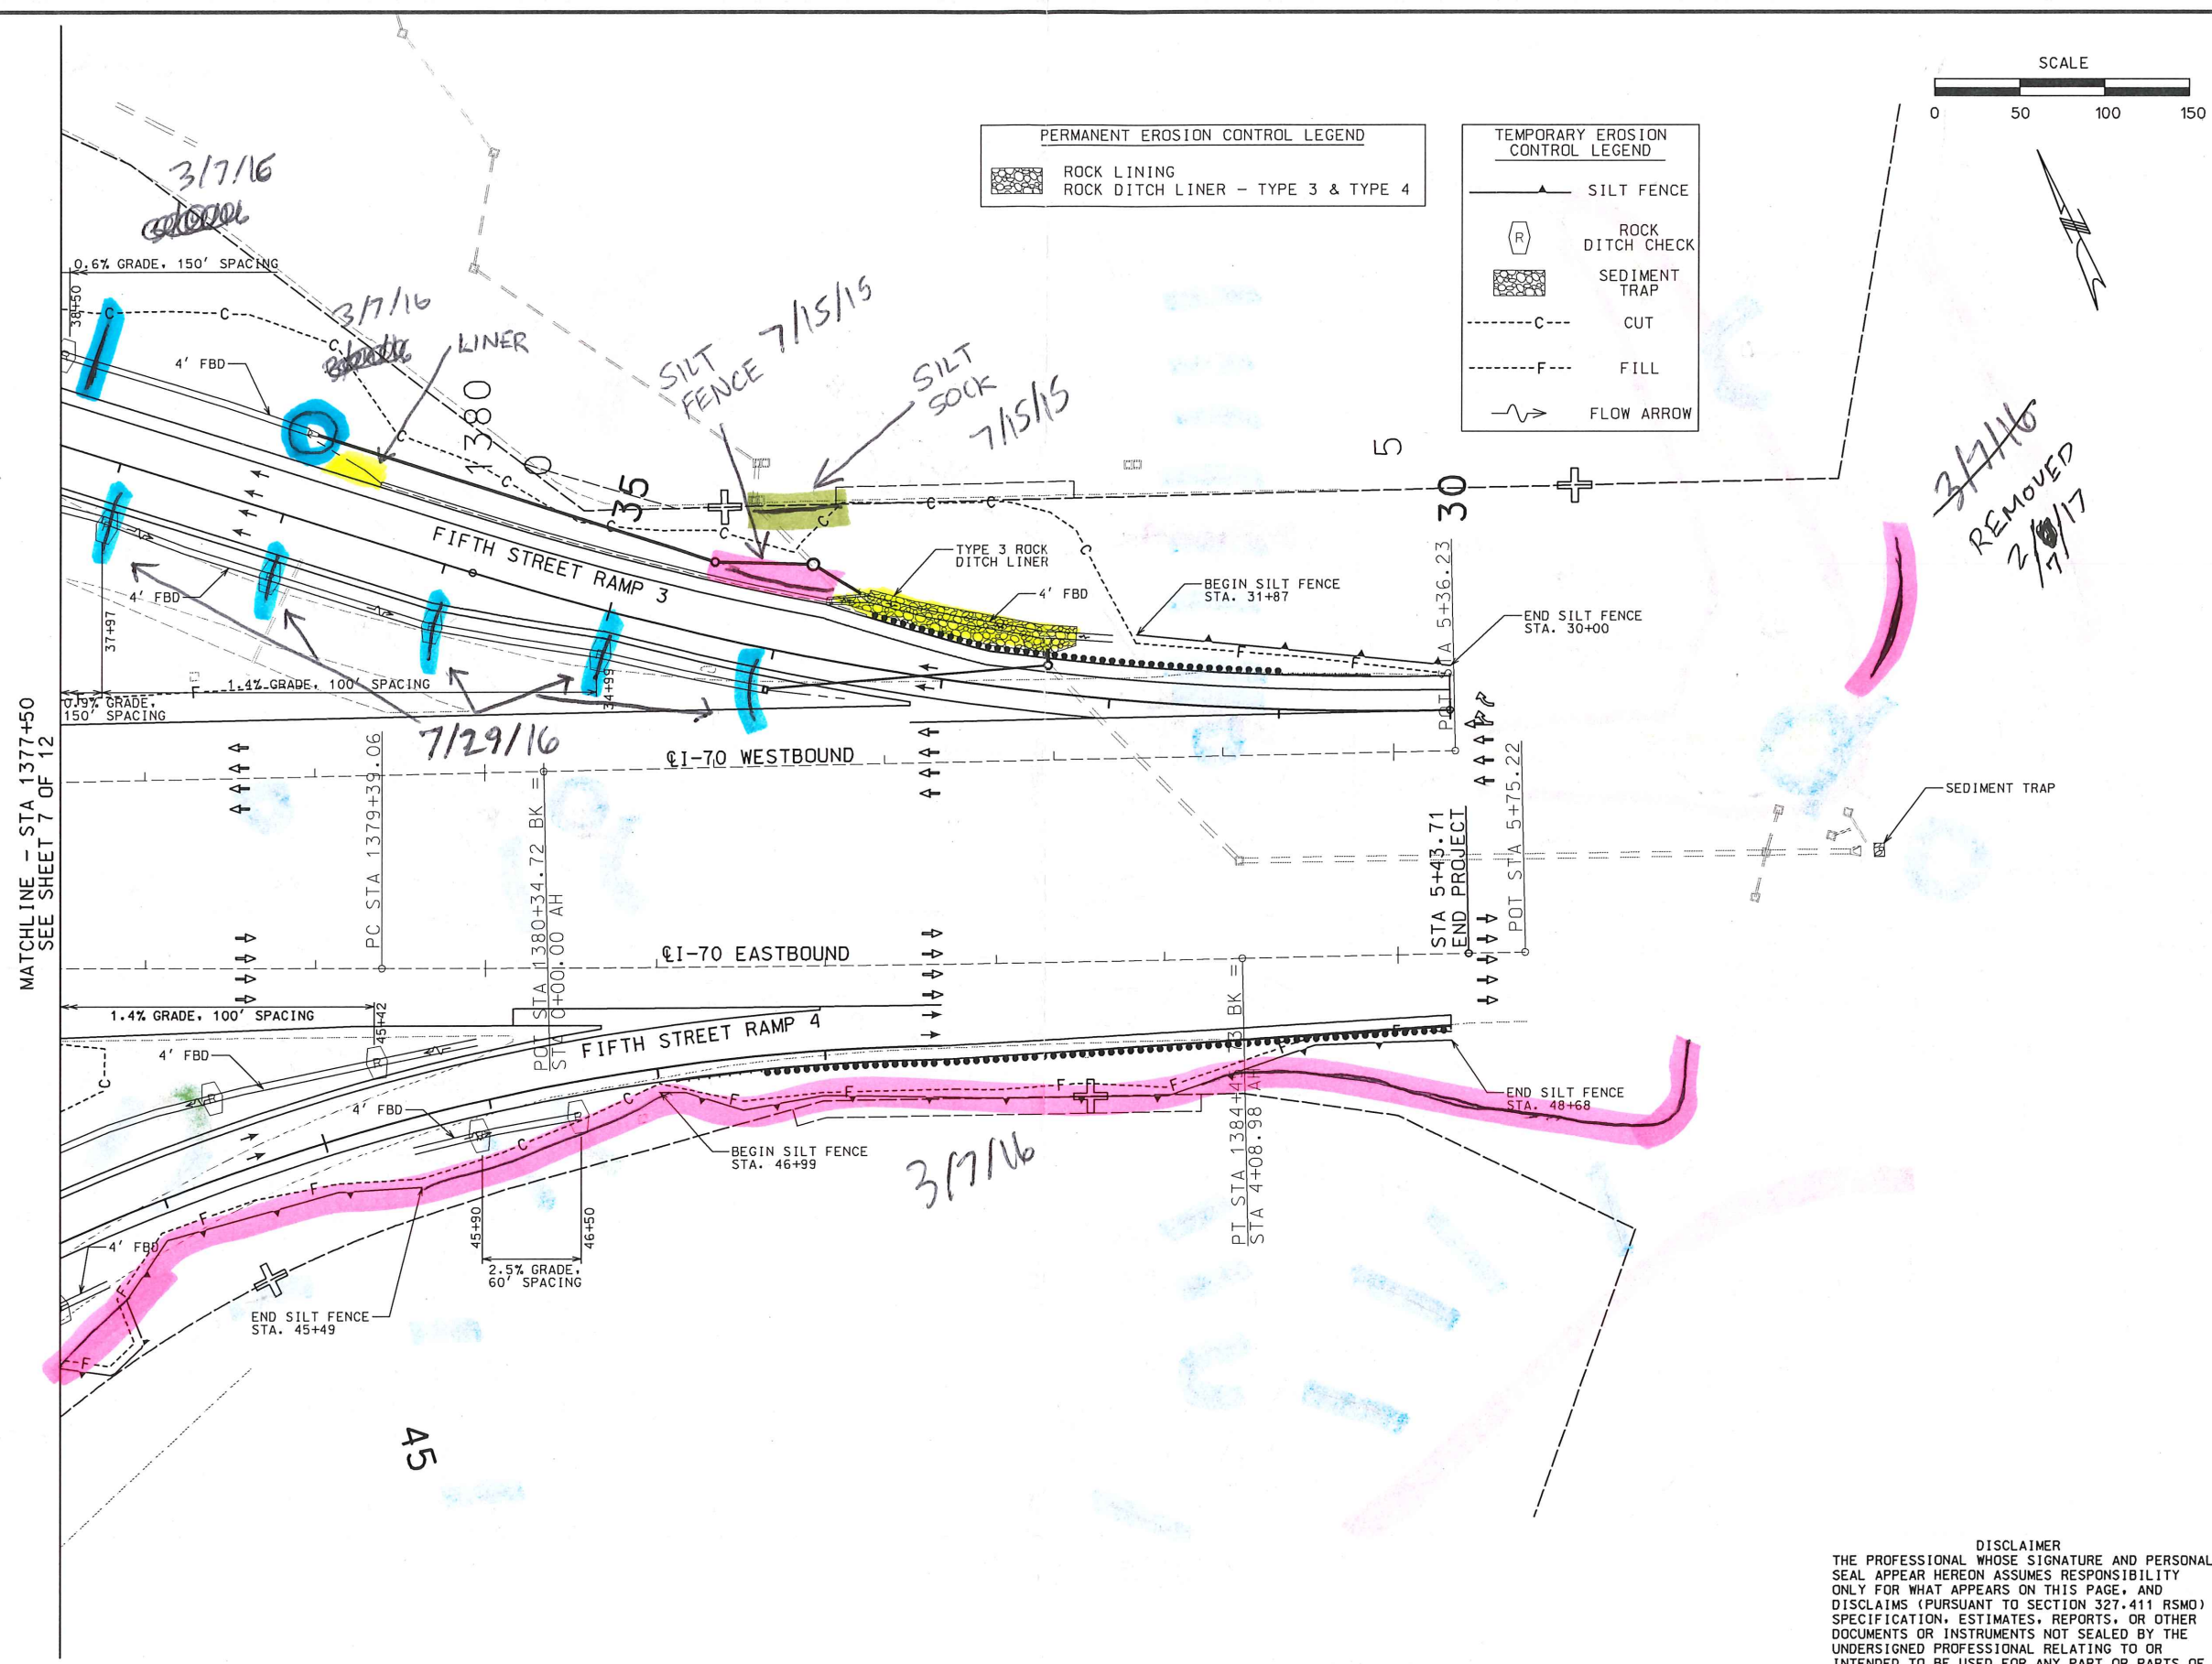 SCALE
0 50 100 150
PERMANENT EROSION CONTROL LEGEND
ROCK LINING
ROCK DITCH LINER - TYPE 3 & TYPE 4
TEMPORARY EROSION
CONTROL LEGEND
SILT FENCE
R
ROCK
DITCH CHECK
SEDIMENT
TRAP
C
CUT
F
FILL
FLOW ARROW
3/7/16
0.6% GRADE, 150' SPACING
38+50
C
C
4' FBD
3/7/16
LINER
C
C
1380
0
35
C
C
SILT
FENCE
7/15/15
SILT
SOCK
7/15/15
C
C
C
C
C
5
30
3/7/16
REMOVED
2/7/17
FIFTH STREET RAMP 3
TYPE 3 ROCK
DITCH LINER
4' FBD
BEGIN SILT FENCE
STA. 31+87
END SILT FENCE
STA. 30+00
F
F
4' FBD
37+97
1.4% GRADE, 100' SPACING
F
34+99
0.9% GRADE,
150' SPACING
7/29/16
MATCHLINE - STA 1377+50
SEE SHEET 7 OF 12
PC STA 1379+39.06
POT STA 1380+34.72 BK =
STA 0+00.00 AH
℄I-70 WESTBOUND
5+36.23
POT STA 5+75.22
STA 5+43.71
END PROJECT
SEDIMENT TRAP
℄I-70 EASTBOUND
1.4% GRADE, 100' SPACING
45+42
4' FBD
C
R
R
FIFTH STREET RAMP 4
4' FBD
C
C
F
F
F
F
F
F
BEGIN SILT FENCE
STA. 46+99
END SILT FENCE
STA. 48+68
3/7/16
PT STA 1384+4
STA 4+08.98 AH
F
F
4' FBD
F
F
45+90
46+50
2.5% GRADE,
60' SPACING
END SILT FENCE
STA. 45+49
45
DISCLAIMER
THE PROFESSIONAL WHOSE SIGNATURE AND PERSONAL
SEAL APPEAR HEREON ASSUMES RESPONSIBILITY
ONLY FOR WHAT APPEARS ON THIS PAGE, AND
DISCLAIMS (PURSUANT TO SECTION 327.411 RSMO)
SPECIFICATION, ESTIMATES, REPORTS, OR OTHER
DOCUMENTS OR INSTRUMENTS NOT SEALED BY THE
UNDERSIGNED PROFESSIONAL RELATING TO OR
INTENDED TO BE USED FOR ANY PART OR PARTS OF